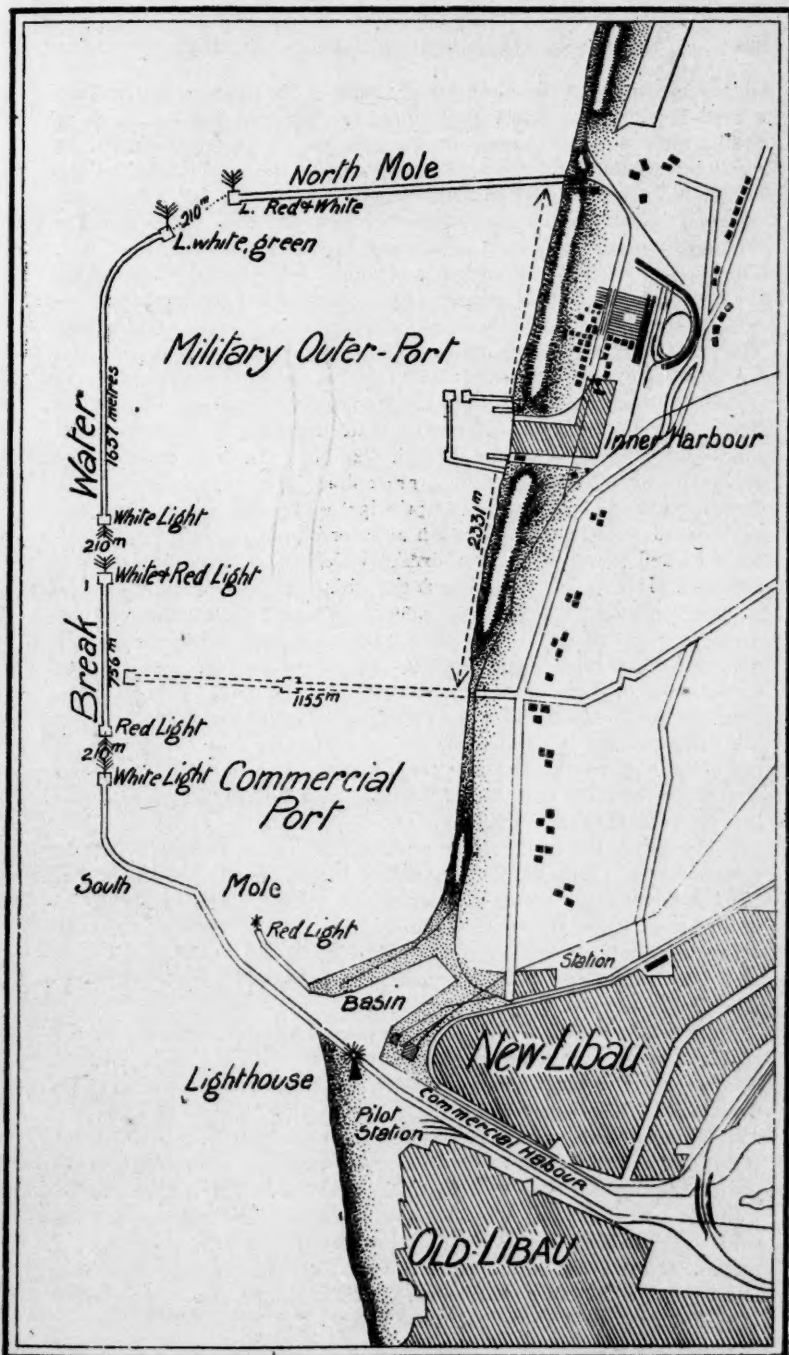 North Mole
210m
L. Red & White
L. white, green
Military Outer-Port
Water
1657 metres
Inner Harbour
2331m
White Light
210m
White & Red Light
Break
756 m
1155m
Red Light
210m
White Light
Commercial
Port
South
Mole
Red Light
Station
Basin
New-Libau
Lighthouse
Commercial Habour
Pilot
Station
OLD-LIBAU